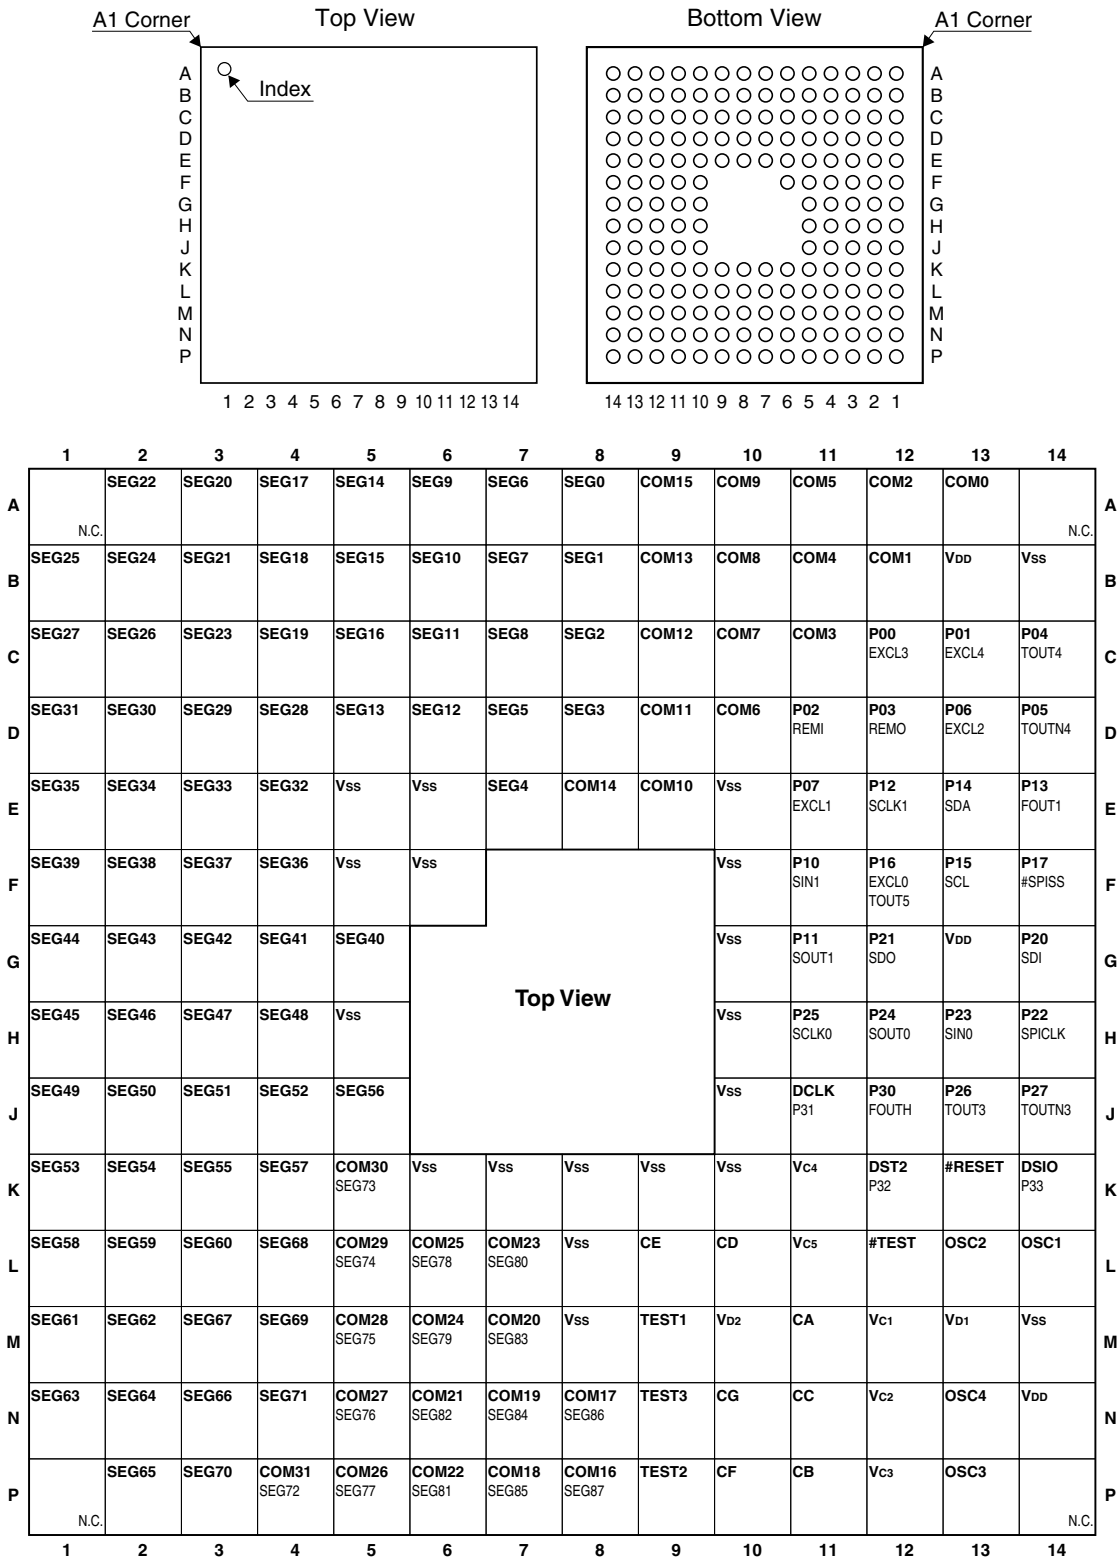 Top View
Bottom View
A1 Corner
A1 Corner
Index
A
B
C
D
E
F
G
H
J
K
L
M
N
P
1 2 3 4 5 6 7 8 9 10 11 12 13 14
A
B
C
D
E
F
G
H
J
K
L
M
N
P
14 13 12 11 10 9 8 7 6 5 4 3 2 1
1 2 3 4 5 6 7 8 9 10 11 12 13 14
A N.C. SEG22 SEG20 SEG17 SEG14 SEG9 SEG6 SEG0 COM15 COM9 COM5 COM2 COM0 N.C. A
B SEG25 SEG24 SEG21 SEG18 SEG15 SEG10 SEG7 SEG1 COM13 COM8 COM4 COM1 VDD VSS B
C SEG27 SEG26 SEG23 SEG19 SEG16 SEG11 SEG8 SEG2 COM12 COM7 COM3 P00 P01 P04 C
EXCL3 EXCL4 TOUT4
D SEG31 SEG30 SEG29 SEG28 SEG13 SEG12 SEG5 SEG3 COM11 COM6 P02 P03 P06 P05 D
REMI REMO EXCL2 TOUTN4
E SEG35 SEG34 SEG33 SEG32 VSS VSS SEG4 COM14 COM10 VSS P07 P12 P14 P13 E
EXCL1 SCLK1 SDA FOUT1
F SEG39 SEG38 SEG37 SEG36 VSS VSS VSS P10 P16 P15 P17 F
SIN1 EXCL0 SCL #SPISS
TOUT5
G SEG44 SEG43 SEG42 SEG41 SEG40 VSS P11 P21 VDD P20 G
SOUT1 SDO SDI
Top View
H SEG45 SEG46 SEG47 SEG48 VSS VSS P25 P24 P23 P22 H
SCLK0 SOUT0 SIN0 SPICLK
J SEG49 SEG50 SEG51 SEG52 SEG56 VSS DCLK P30 P26 P27 J
P31 FOUTH TOUT3 TOUTN3
K SEG53 SEG54 SEG55 SEG57 COM30 VSS VSS VSS VSS VSS VC4 DST2 #RESET DSIO K
SEG73 P32 P33
L SEG58 SEG59 SEG60 SEG68 COM29 COM25 COM23 VSS CE CD VC5 #TEST OSC2 OSC1 L
SEG74 SEG78 SEG80
M SEG61 SEG62 SEG67 SEG69 COM28 COM24 COM20 VSS TEST1 VD2 CA VC1 VD1 VSS M
SEG75 SEG79 SEG83
N SEG63 SEG64 SEG66 SEG71 COM27 COM21 COM19 COM17 TEST3 CG CC VC2 OSC4 VDD N
SEG76 SEG82 SEG84 SEG86
P N.C. SEG65 SEG70 COM31 COM26 COM22 COM18 COM16 TEST2 CF CB VC3 OSC3 N.C. P
SEG72 SEG77 SEG81 SEG85 SEG87
1 2 3 4 5 6 7 8 9 10 11 12 13 14